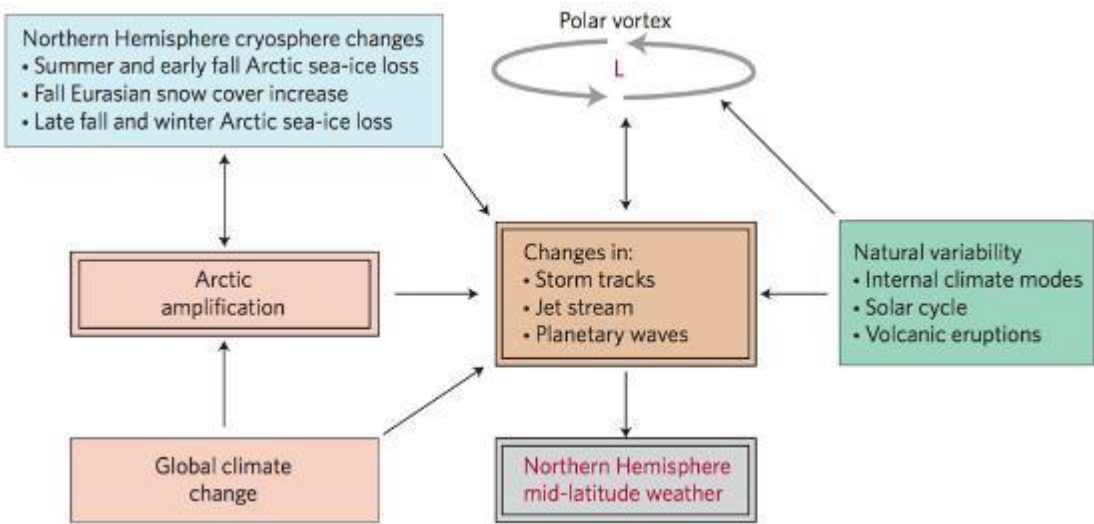 Northern Hemisphere cryosphere changes
• Summer and early fall Arctic sea-ice loss
• Fall Eurasian snow cover increase
• Late fall and winter Arctic sea-ice loss
Polar vortex
L
Arctic
amplification
Changes in:
• Storm tracks
• Jet stream
• Planetary waves
Natural variability
• Internal climate modes
• Solar cycle
• Volcanic eruptions
Global climate
change
Northern Hemisphere
mid-latitude weather